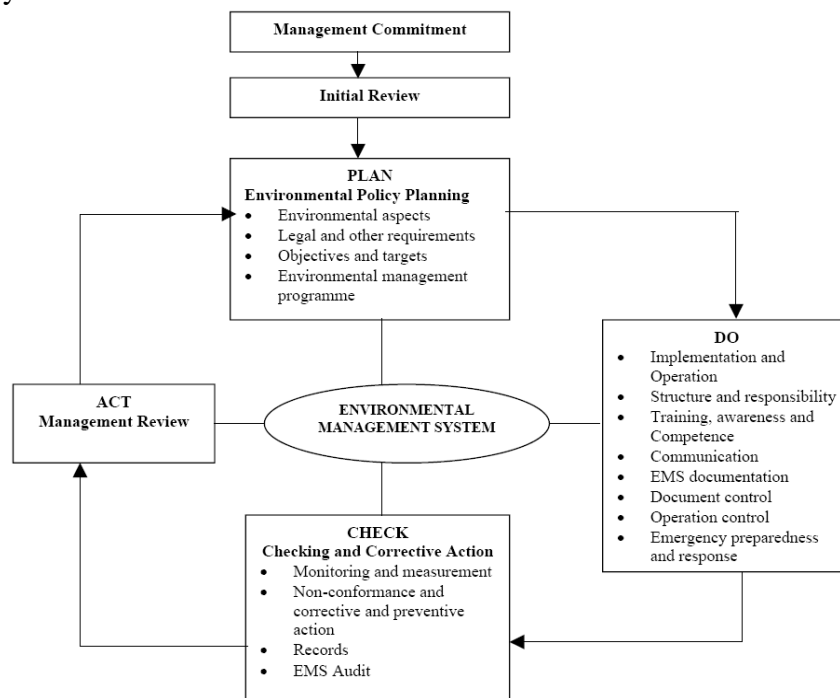 y
Management Commitment
Initial Review
PLAN
Environmental Policy Planning
• Environmental aspects
• Legal and other requirements
• Objectives and targets
• Environmental management
programme
DO
• Implementation and
Operation
• Structure and responsibility
• Training, awareness and
Competence
• Communication
• EMS documentation
• Document control
• Operation control
• Emergency preparedness
and response
ACT
Management Review
ENVIRONMENTAL
MANAGEMENT SYSTEM
CHECK
Checking and Corrective Action
• Monitoring and measurement
• Non-conformance and
corrective and preventive
action
• Records
• EMS Audit